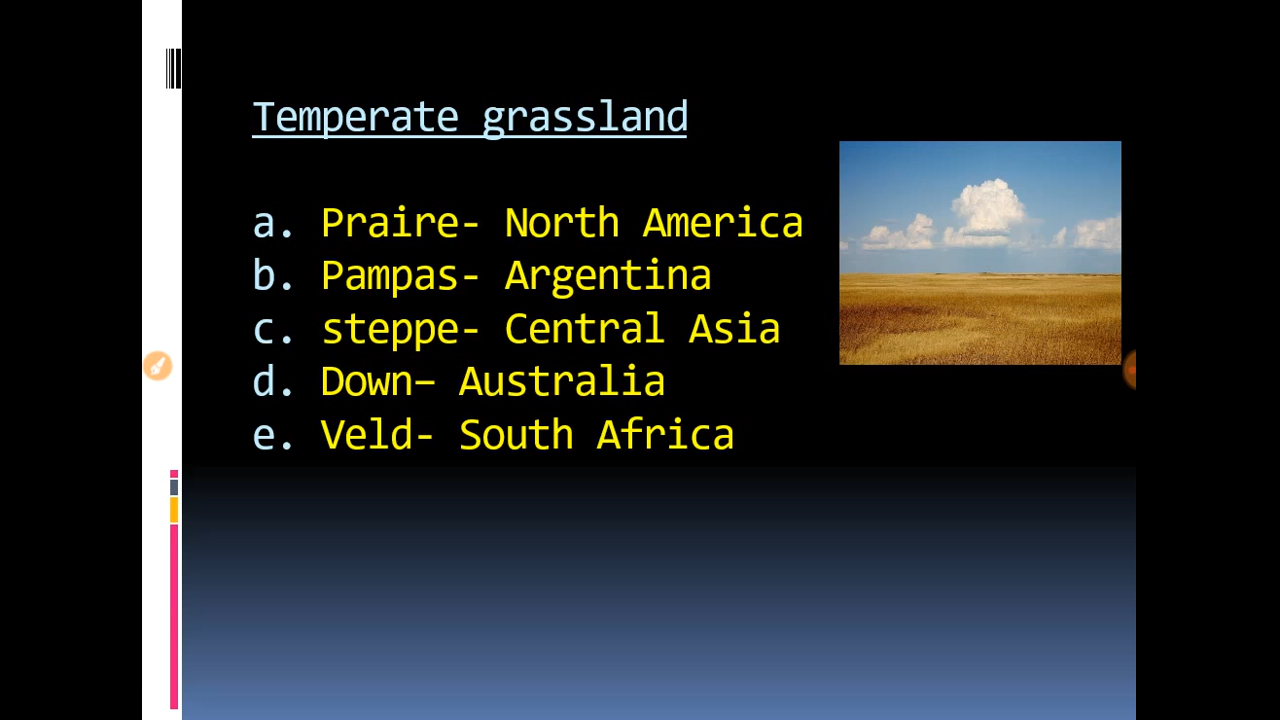 Temperate grassland
a. Praire- North America
b. Pampas- Argentina
c. steppe- Central Asia
d. Down– Australia
e. Veld- South Africa